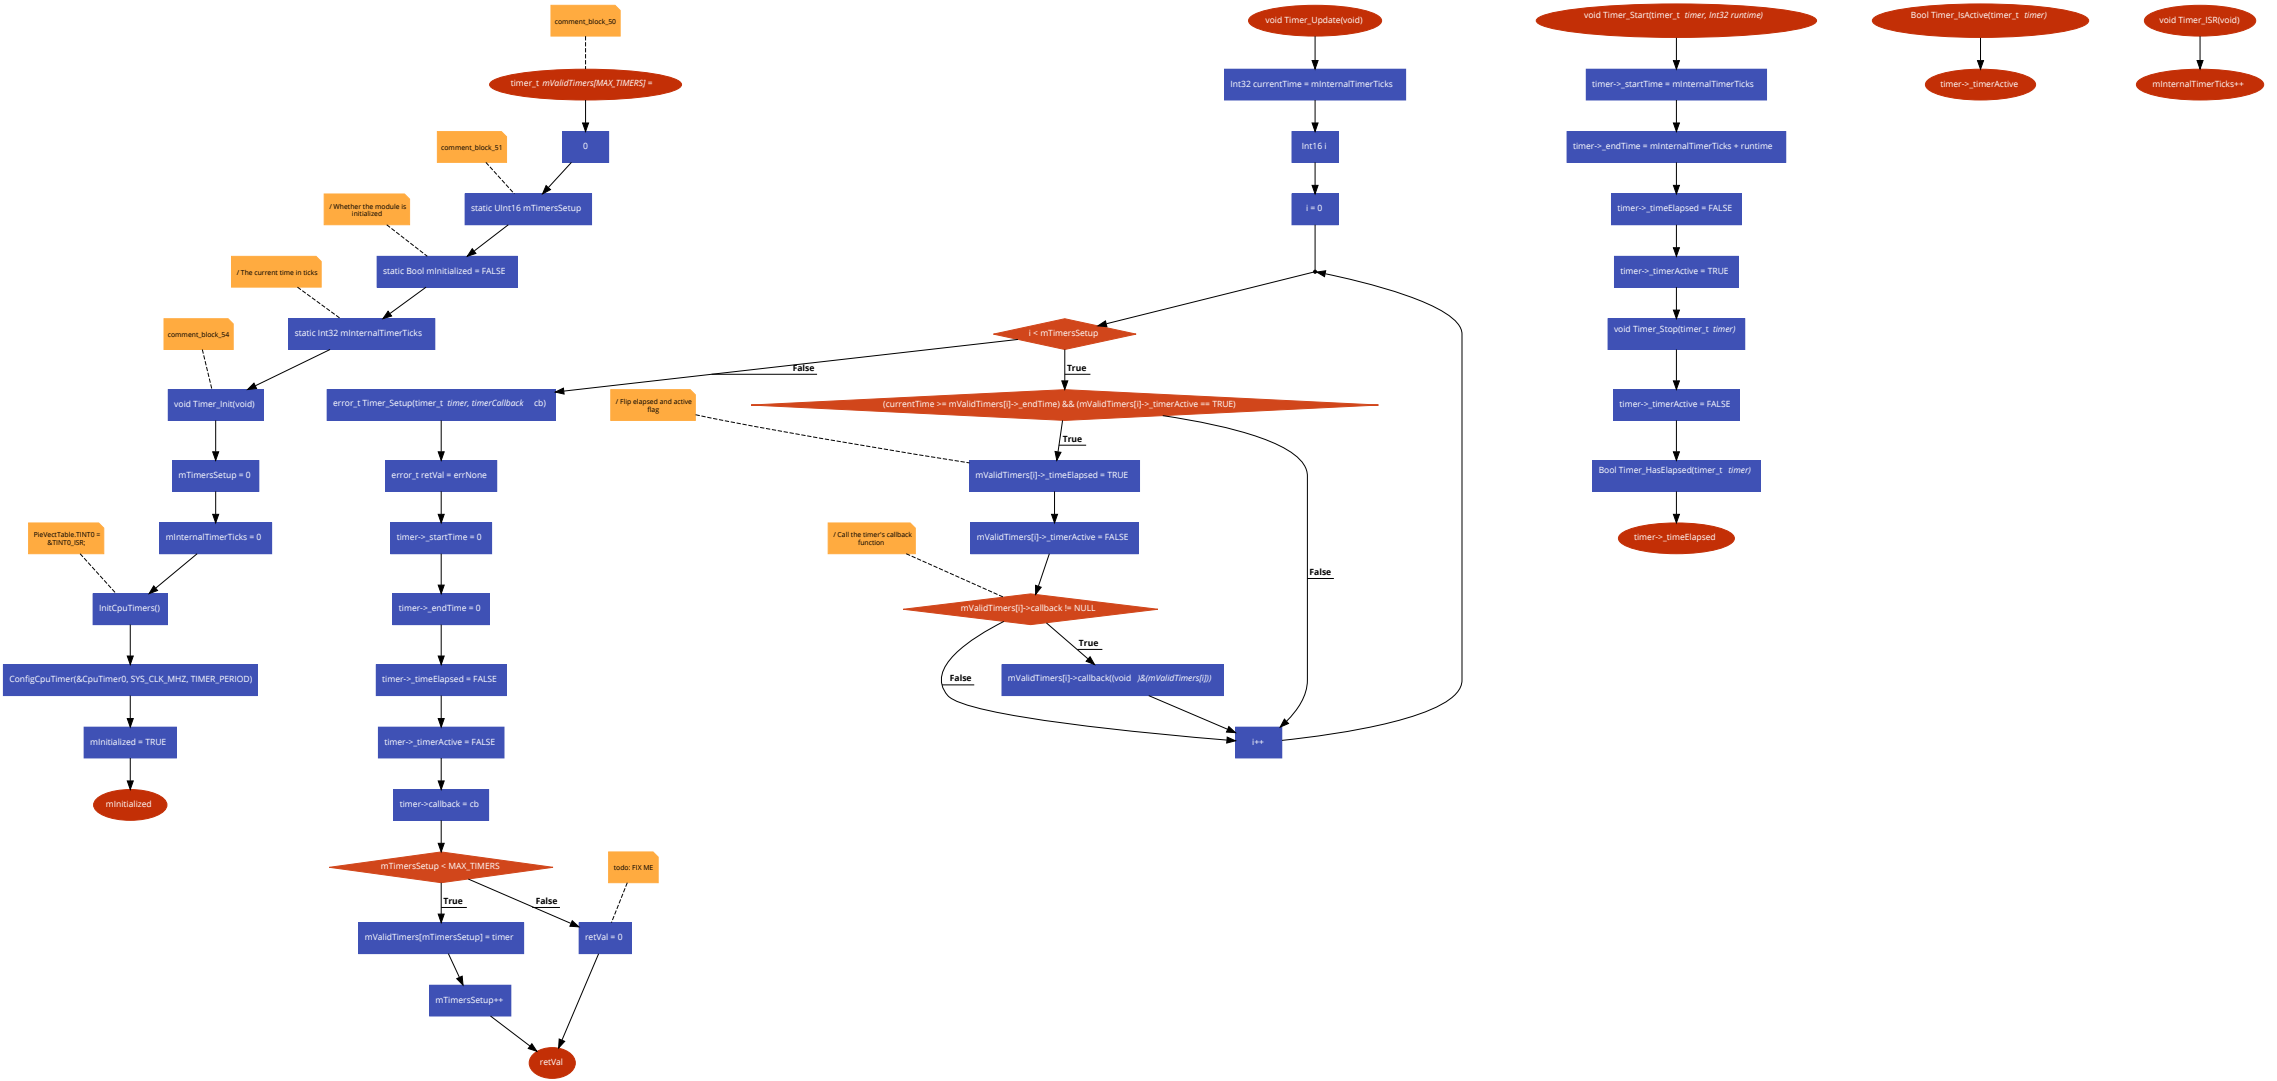 comment_block_50
timer_t mValidTimers[MAX_TIMERS] =
0
comment_block_51
static UInt16 mTimersSetup
/ Whether the module is
initialized
static Bool mInitialized = FALSE
/ The current time in ticks
static Int32 mInternalTimerTicks
comment_block_54
void Timer_Init(void)
mTimersSetup = 0
mInternalTimerTicks = 0
PieVectTable.TINT0 =
&TINT0_ISR;
InitCpuTimers()
ConfigCpuTimer(&CpuTimer0, SYS_CLK_MHZ, TIMER_PERIOD)
mInitialized = TRUE
mInitialized
void Timer_Update(void)
Int32 currentTime = mInternalTimerTicks
Int16 i
i = 0
i < mTimersSetup
False
True
error_t Timer_Setup(timer_t timer, timerCallback cb)
error_t retVal = errNone
timer->_startTime = 0
timer->_endTime = 0
timer->_timeElapsed = FALSE
timer->_timerActive = FALSE
timer->callback = cb
mTimersSetup < MAX_TIMERS
True
False
todo: FIX ME
mValidTimers[mTimersSetup] = timer
retVal = 0
mTimersSetup++
retVal
/ Flip elapsed and active
flag
(currentTime >= mValidTimers[i]->_endTime) && (mValidTimers[i]->_timerActive == TRUE)
True
False
mValidTimers[i]->_timeElapsed = TRUE
mValidTimers[i]->_timerActive = FALSE
/ Call the timer's callback
function
mValidTimers[i]->callback != NULL
True
False
mValidTimers[i]->callback((void )&(mValidTimers[i]))
i++
void Timer_Start(timer_t timer, Int32 runtime)
timer->_startTime = mInternalTimerTicks
timer->_endTime = mInternalTimerTicks + runtime
timer->_timeElapsed = FALSE
timer->_timerActive = TRUE
void Timer_Stop(timer_t timer)
timer->_timerActive = FALSE
Bool Timer_HasElapsed(timer_t timer)
timer->_timeElapsed
Bool Timer_IsActive(timer_t timer)
timer->_timerActive
void Timer_ISR(void)
mInternalTimerTicks++